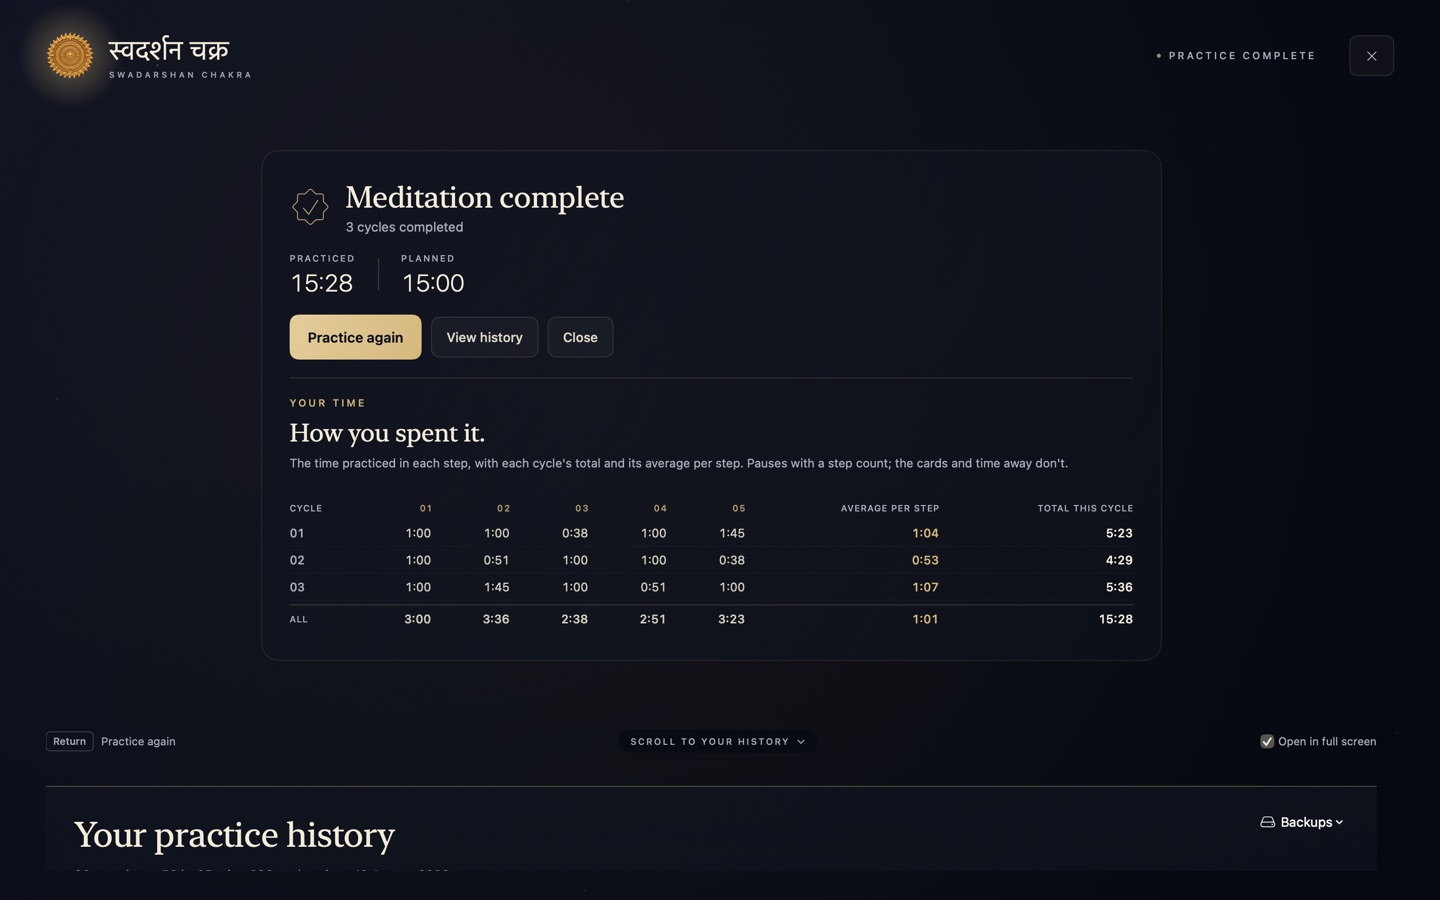 स्वदर्शन चक्र
SWADARSHAN CHAKRA
PRACTICE COMPLETE
Meditation complete
3 cycles completed
PRACTICED PLANNED
15:28 15:00
Practice again View history Close
YOUR TIME
How you spent it.
The time practiced in each step, with each cycle's total and its average per step. Pauses with a step count; the cards and time away don't.
CYCLE 01 02 03 04 05 AVERAGE PER STEP TOTAL THIS CYCLE
01 1:00 1:00 0:38 1:00 1:45 1:04 5:23
02 1:00 0:51 1:00 1:00 0:38 0:53 4:29
03 1:00 1:45 1:00 0:51 1:00 1:07 5:36
ALL 3:00 3:36 2:38 2:51 3:23 1:01 15:28
Return Practice again SCROLL TO YOUR HISTORY Open in full screen
Your practice history Backups